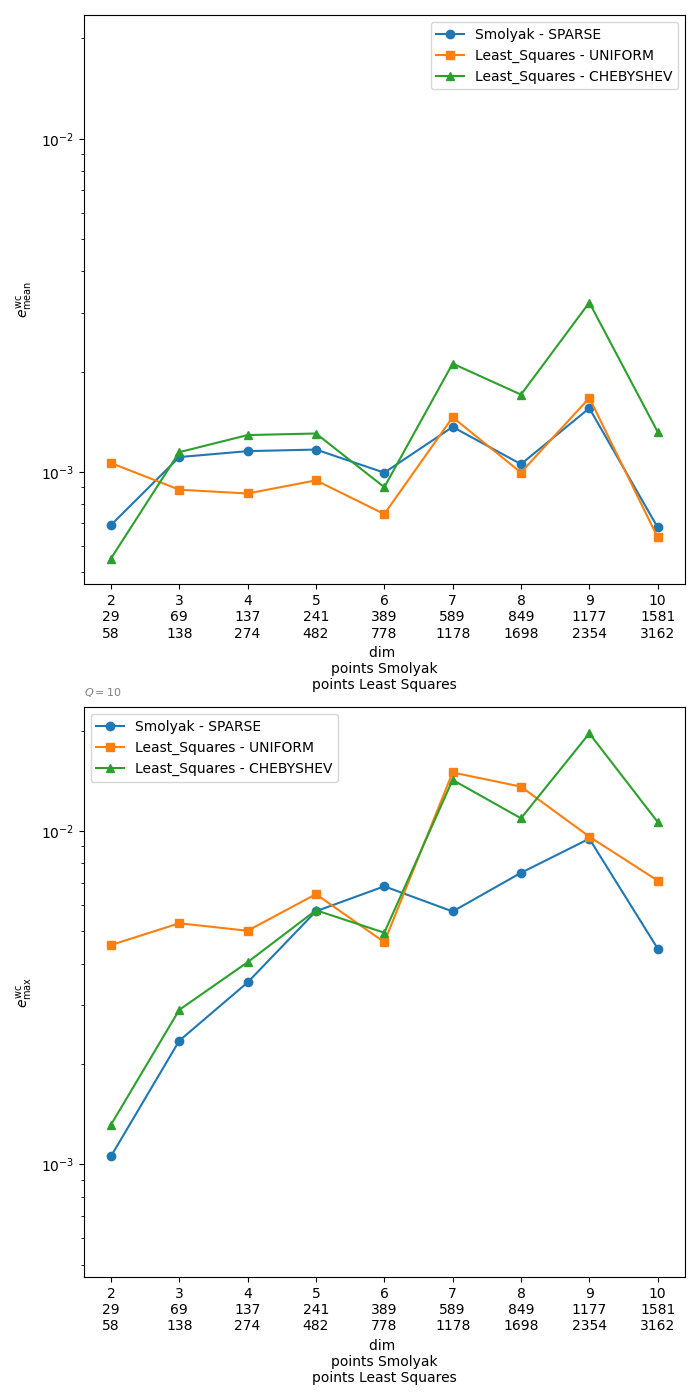 Smolyak - SPARSE
Least_Squares - UNIFORM
Least_Squares - CHEBYSHEV
10⁻²
10⁻³
e^wc_mean
2 3 4 5 6 7 8 9 10
29 69 137 241 389 589 849 1177 1581
58 138 274 482 778 1178 1698 2354 3162
dim
points Smolyak
points Least Squares
Q = 10
Smolyak - SPARSE
Least_Squares - UNIFORM
Least_Squares - CHEBYSHEV
10⁻²
10⁻³
e^wc_max
2 3 4 5 6 7 8 9 10
29 69 137 241 389 589 849 1177 1581
58 138 274 482 778 1178 1698 2354 3162
dim
points Smolyak
points Least Squares